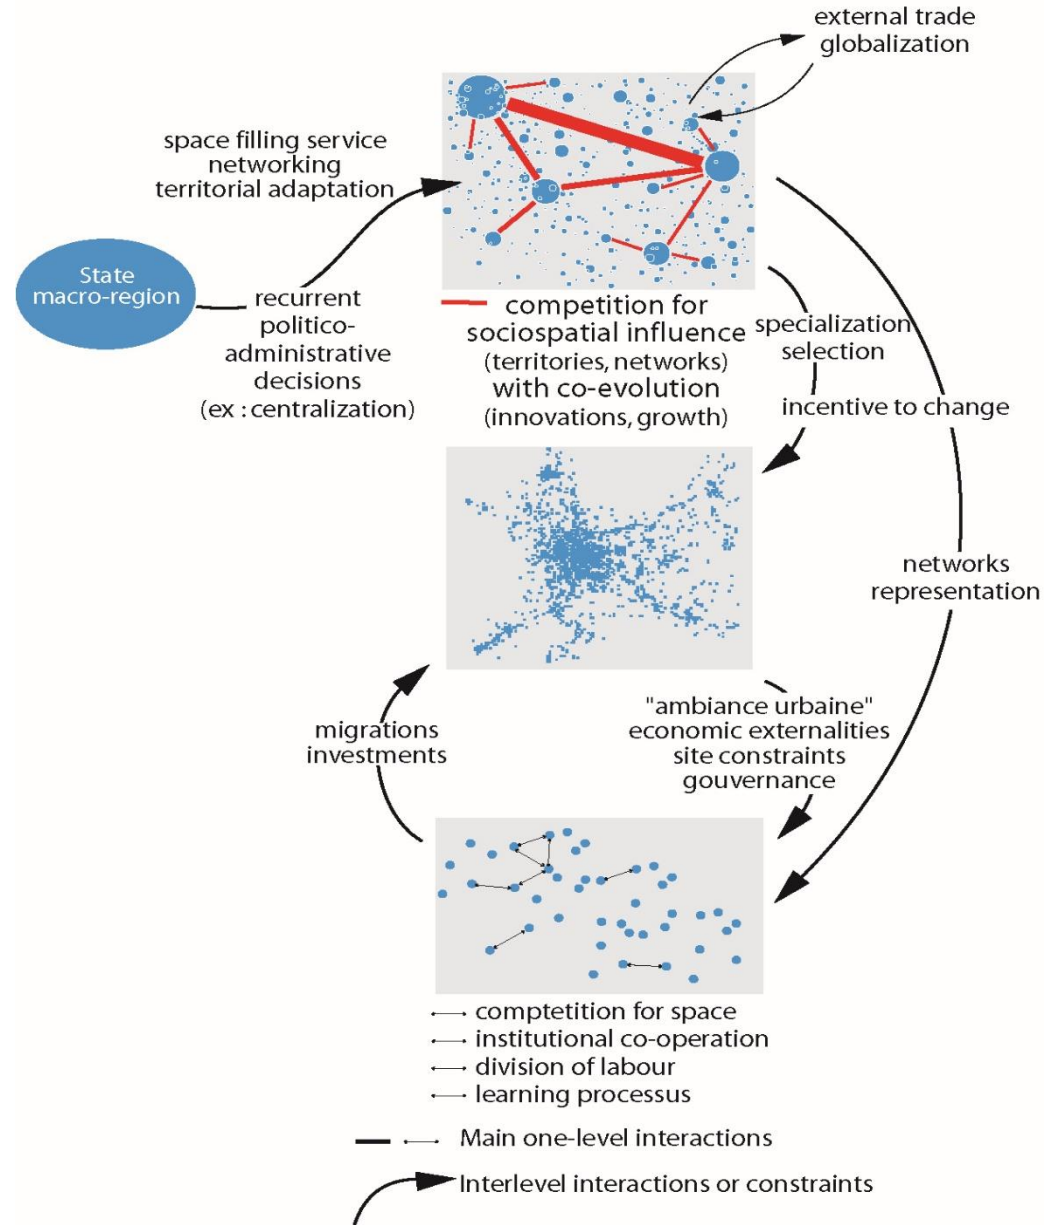 external trade
globalization
space filling service
networking
territorial adaptation
State
macro-region
recurrent
politico-
administrative
decisions
(ex : centralization)
competition for
sociospatial influence
(territories, networks)
with co-evolution
(innovations, growth)
specialization
selection
incentive to change
networks
representation
migrations
investments
"ambiance urbaine"
economic externalities
site constraints
gouvernance
comptetition for space
institutional co-operation
division of labour
learning processus
Main one-level interactions
Interlevel interactions or constraints